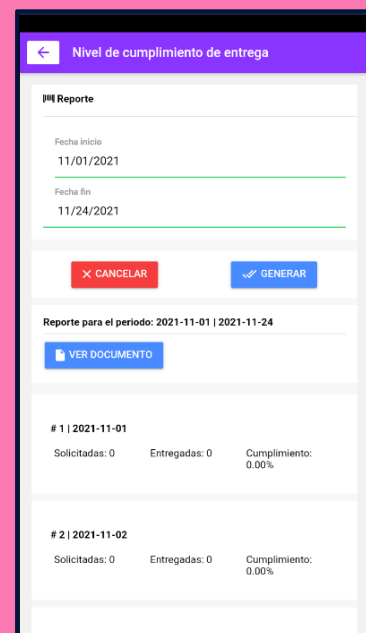 Nivel de cumplimiento de entrega
Reporte
Fecha inicio
11/01/2021
Fecha fin
11/24/2021
CANCELAR
GENERAR
Reporte para el periodo: 2021-11-01 | 2021-11-24
VER DOCUMENTO
# 1 | 2021-11-01
Solicitadas: 0 Entregadas: 0 Cumplimiento:
0.00%
# 2 | 2021-11-02
Solicitadas: 0 Entregadas: 0 Cumplimiento:
0.00%